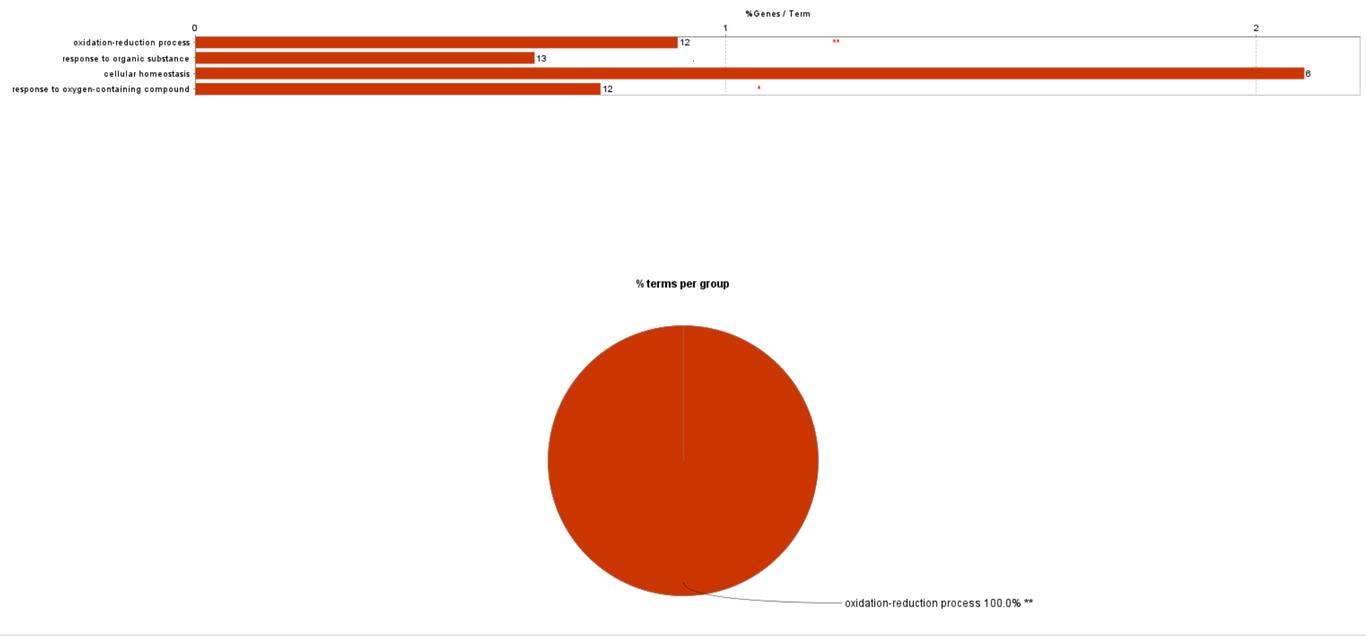 %Genes / Term
0 1 2
oxidation-reduction process 12 **
response to organic substance 13 .
cellular homeostasis 6
response to oxygen-containing compound 12 *
% terms per group
oxidation-reduction process 100.0% **